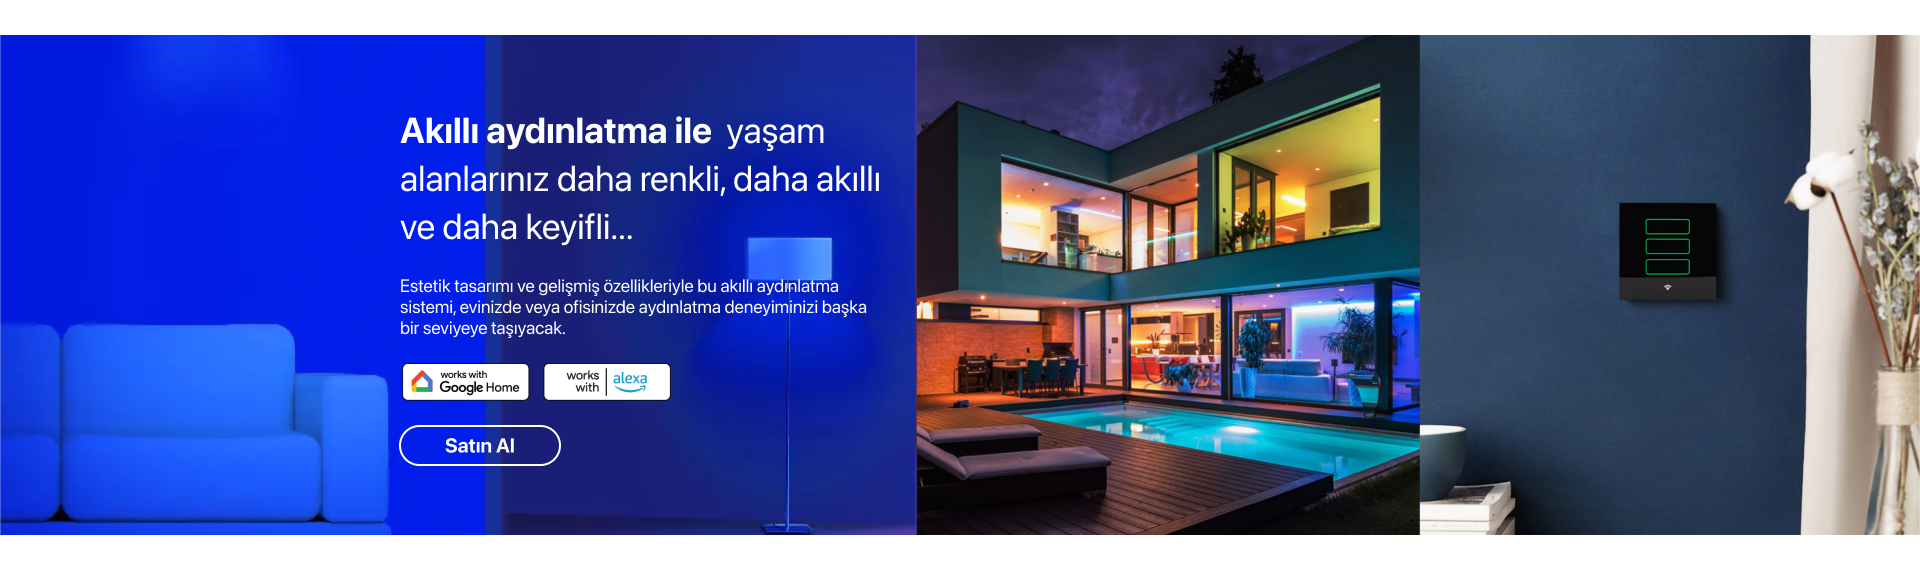 Akıllı aydınlatma ile yaşam
alanlarınız daha renkli, daha akıllı
ve daha keyifli...
Estetik tasarımı ve gelişmiş özellikleriyle bu akıllı aydınlatma
sistemi, evinizde veya ofisinizde aydınlatma deneyiminizi başka
bir seviyeye taşıyacak.
works with
Google Home
works
with
alexa
Satın Al